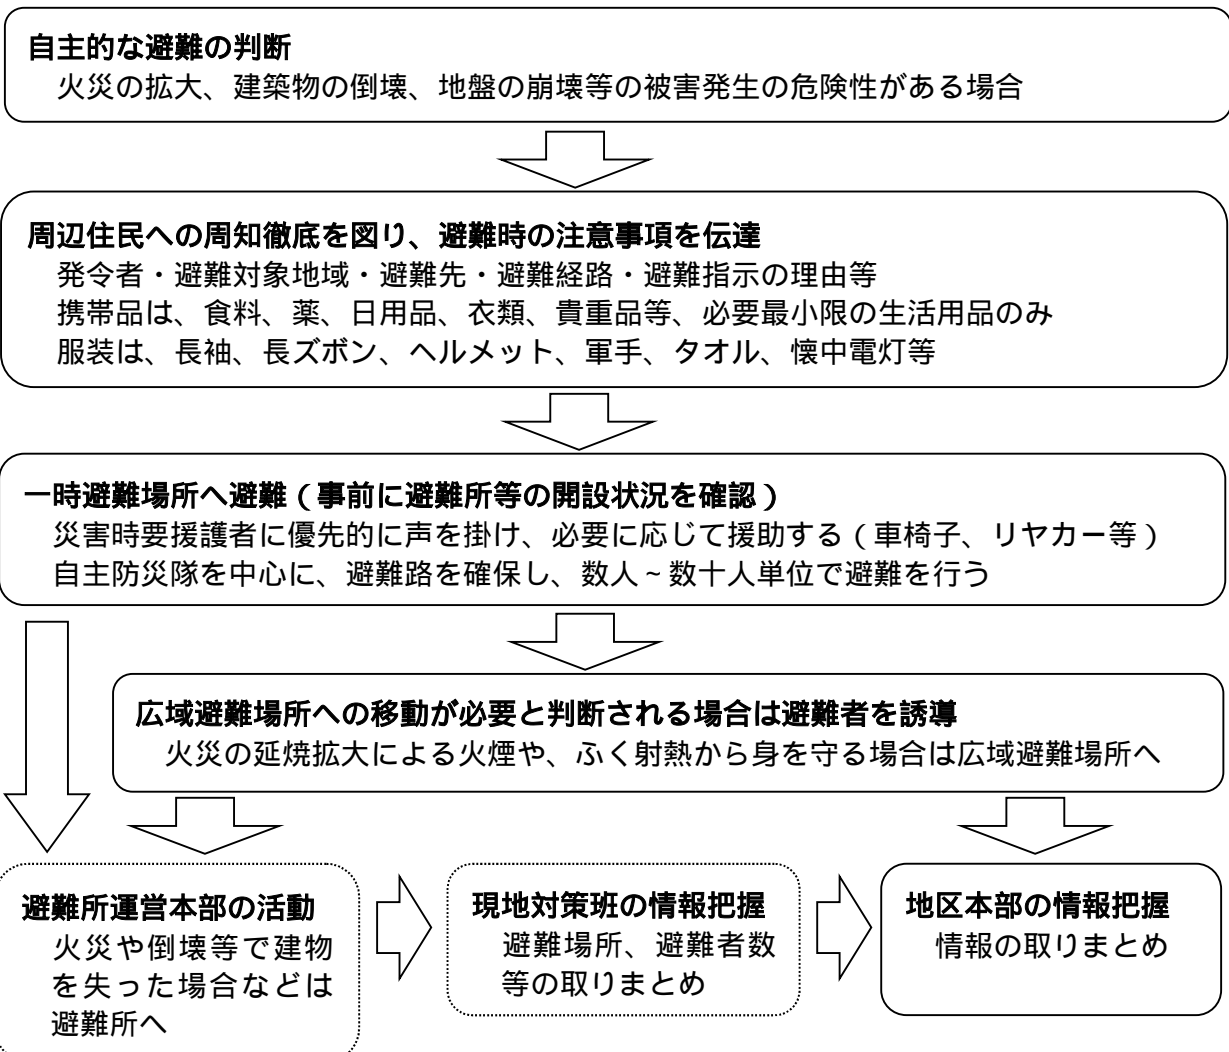 自主的な避難の判断
火災の拡大、建築物の倒壊、地盤の崩壊等の被害発生の危険性がある場合
周辺住民への周知徹底を図り、避難時の注意事項を伝達
発令者・避難対象地域・避難先・避難経路・避難指示の理由等
携帯品は、食料、薬、日用品、衣類、貴重品等、必要最小限の生活用品のみ
服装は、長袖、長ズボン、ヘルメット、軍手、タオル、懐中電灯等
一時避難場所へ避難（事前に避難所等の開設状況を確認）
災害時要援護者に優先的に声を掛け、必要に応じて援助する（車椅子、リヤカー等）
自主防災隊を中心に、避難路を確保し、数人～数十人単位で避難を行う
広域避難場所への移動が必要と判断される場合は避難者を誘導
火災の延焼拡大による火煙や、ふく射熱から身を守る場合は広域避難場所へ
避難所運営本部の活動
火災や倒壊等で建物
を失った場合などは
避難所へ
現地対策班の情報把握
避難場所、避難者数
等の取りまとめ
地区本部の情報把握
情報の取りまとめ